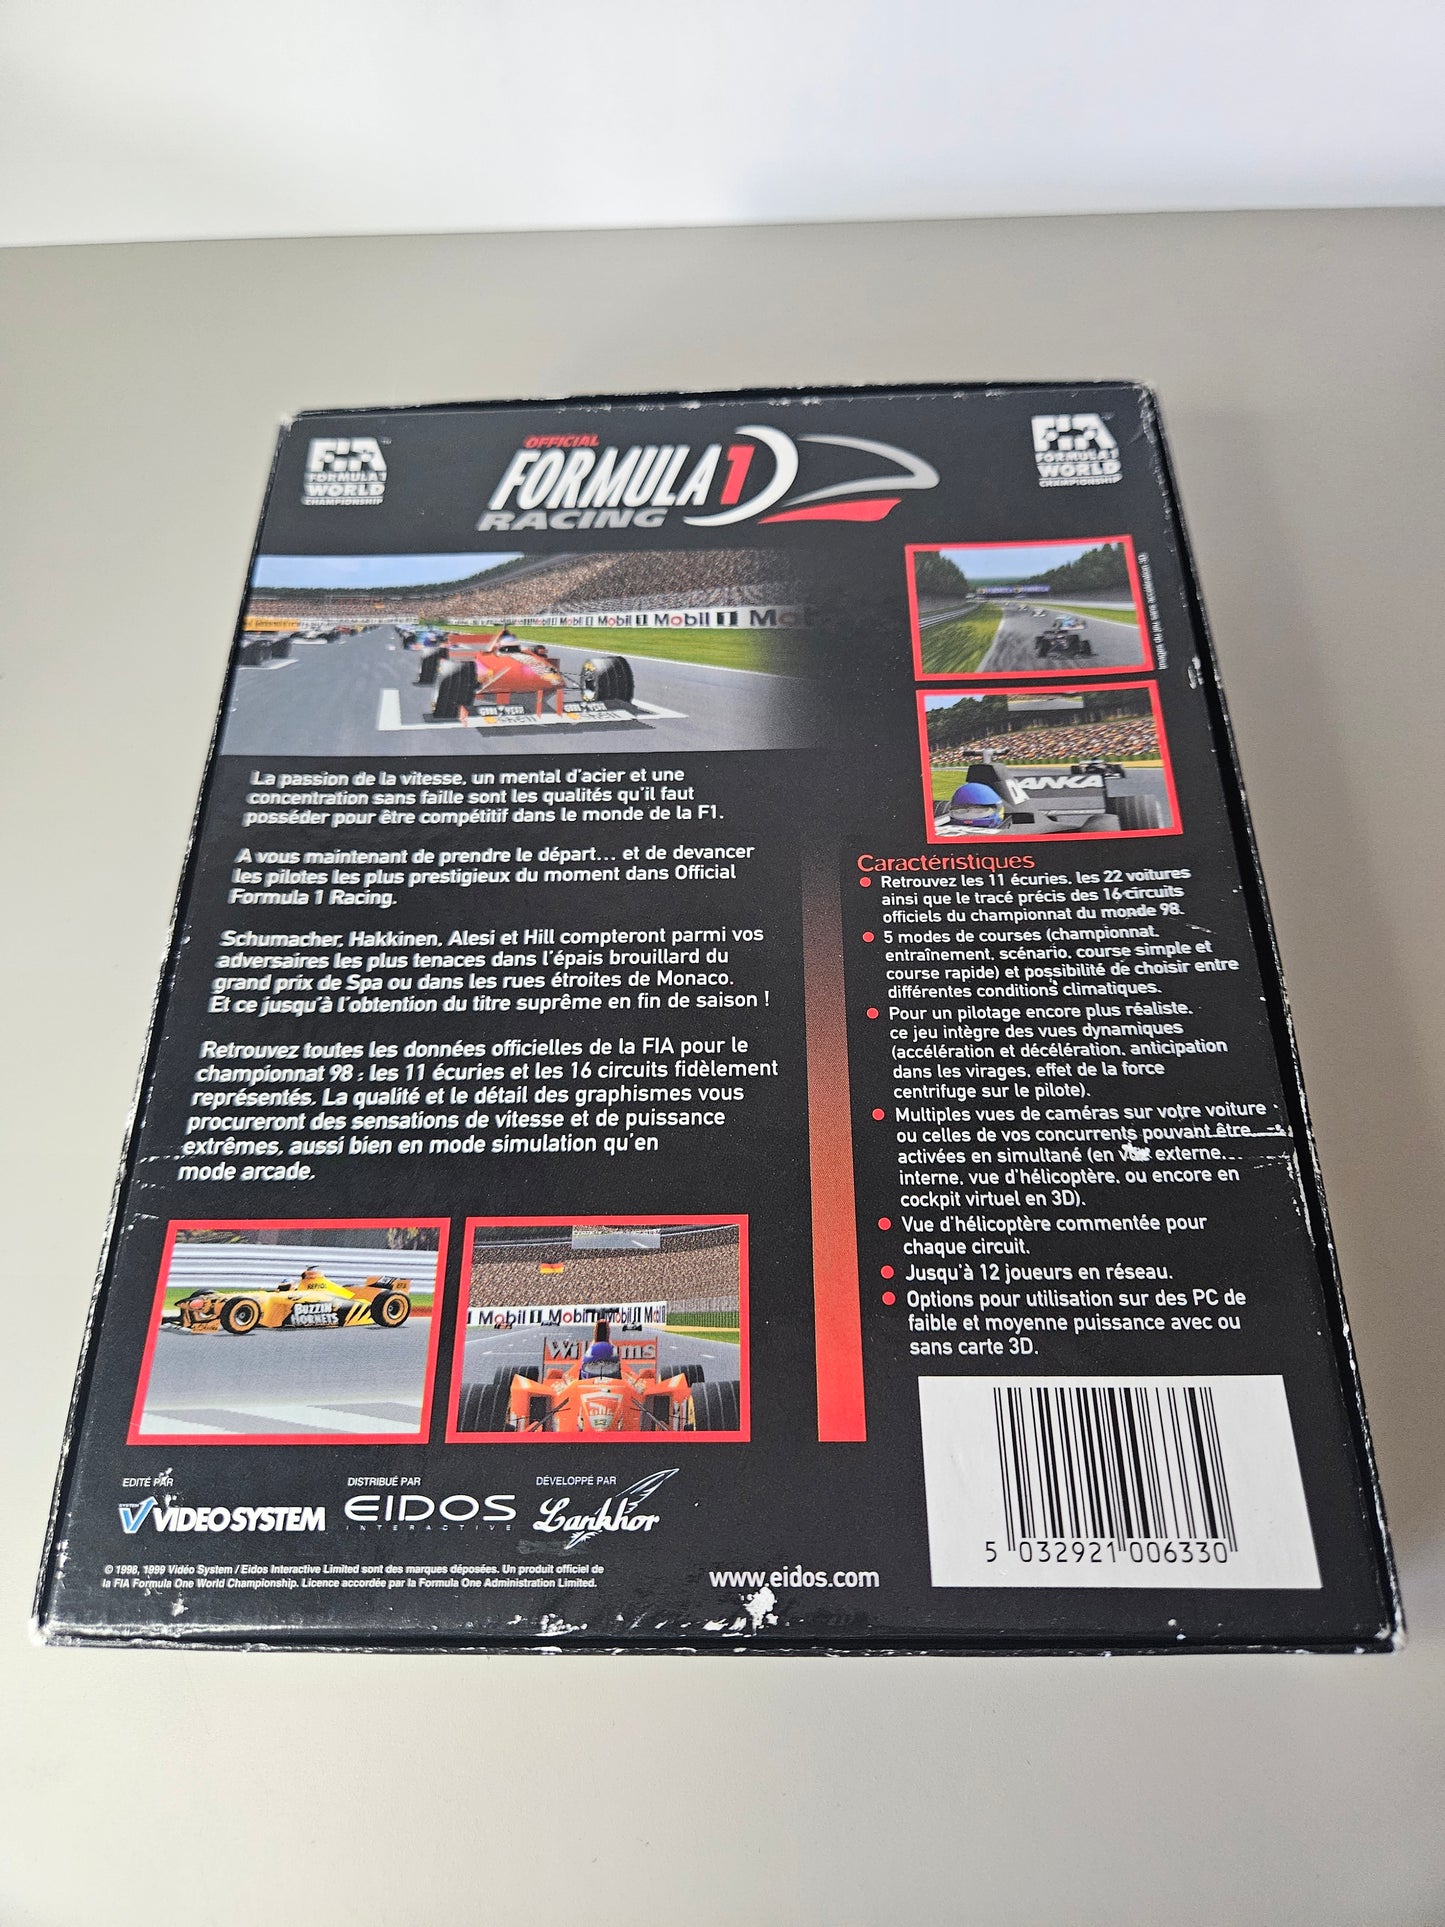 FIA
FORMULA 1
WORLD
CHAMPIONSHIP
OFFICIAL
FORMULA 1
RACING
FIA
FORMULA 1
WORLD
CHAMPIONSHIP
Mobil 1 Mobil 1 Mobil 1
DANKA
La passion de la vitesse, un mental d'acier et une
concentration sans faille sont les qualités qu'il faut
posséder pour être compétitif dans le monde de la F1.
A vous maintenant de prendre le départ... et de devancer
les pilotes les plus prestigieux du moment dans Official
Formula 1 Racing.
Schumacher, Hakkinen, Alesi et Hill compteront parmi vos
adversaires les plus tenaces dans l'épais brouillard du
grand prix de Spa ou dans les rues étroites de Monaco.
Et ce jusqu'à l'obtention du titre suprême en fin de saison !
Retrouvez toutes les données officielles de la FIA pour le
championnat 98 : les 11 écuries et les 16 circuits fidèlement
représentés. La qualité et le détail des graphismes vous
procureront des sensations de vitesse et de puissance
extrêmes, aussi bien en mode simulation qu'en
mode arcade.
Caractéristiques
• Retrouvez les 11 écuries, les 22 voitures
ainsi que le tracé précis des 16 circuits
officiels du championnat du monde 98.
• 5 modes de courses (championnat,
entraînement, scénario, course simple et
course rapide) et possibilité de choisir entre
différentes conditions climatiques.
• Pour un pilotage encore plus réaliste,
ce jeu intègre des vues dynamiques
(accélération et décélération, anticipation
dans les virages, effet de la force
centrifuge sur le pilote).
• Multiples vues de caméras sur votre voiture
ou celles de vos concurrents pouvant être
activées en simultané (en vue externe,
interne, vue d'hélicoptère, ou encore en
cockpit virtuel en 3D).
• Vue d'hélicoptère commentée pour
chaque circuit.
• Jusqu'à 12 joueurs en réseau.
• Options pour utilisation sur des PC de
faible et moyenne puissance avec ou
sans carte 3D.
REPSOL
BUZZIN
HORNETS
Mobil 1 Mobil 1 Mobil 1 Mobil
Williams
EDITÉ PAR
VIDEO SYSTEM
DISTRIBUÉ PAR
EIDOS
INTERACTIVE
DÉVELOPPÉ PAR
Lankhor
© 1998, 1999 Vidéo System / Eidos Interactive Limited sont des marques déposées. Un produit officiel de
la FIA Formula One World Championship. Licence accordée par la Formula One Administration Limited.
www.eidos.com
5 032921 006330